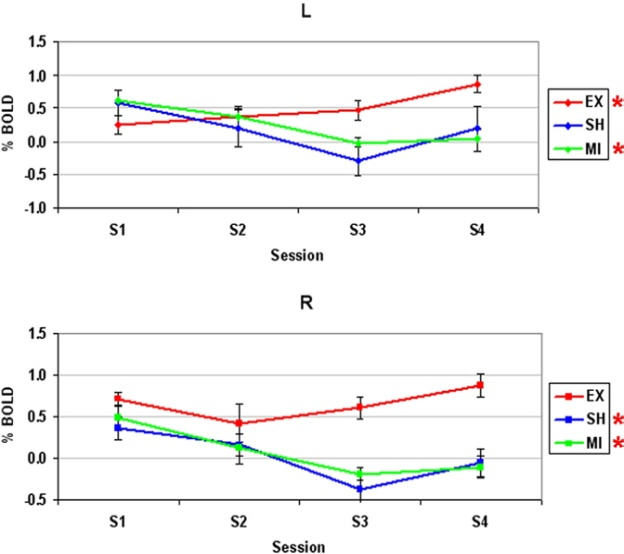 L
1.5
1.0
0.5
0.0
-0.5
-1.0
% BOLD
S1 S2 S3 S4
Session
EX *
SH
MI *
R
1.5
1.0
0.5
0.0
-0.5
% BOLD
S1 S2 S3 S4
Session
EX
SH *
MI *